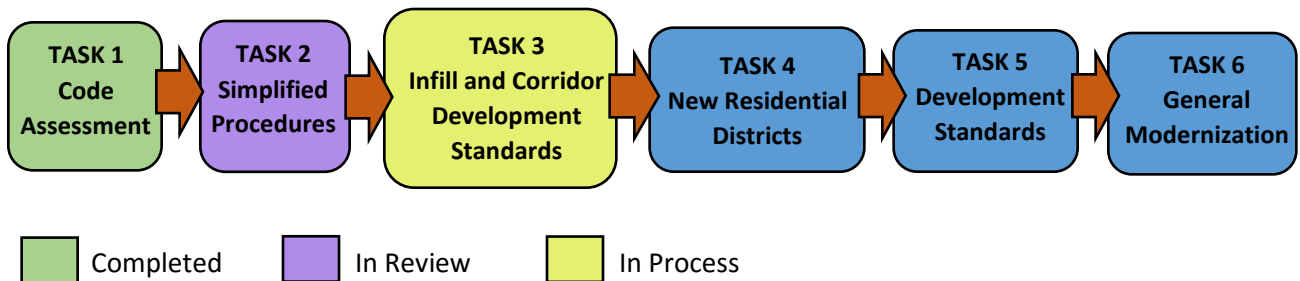 TASK 1
Code
Assessment
TASK 2
Simplified
Procedures
TASK 3
Infill and Corridor
Development
Standards
TASK 4
New Residential
Districts
TASK 5
Development
Standards
TASK 6
General
Modernization
Completed
In Review
In Process